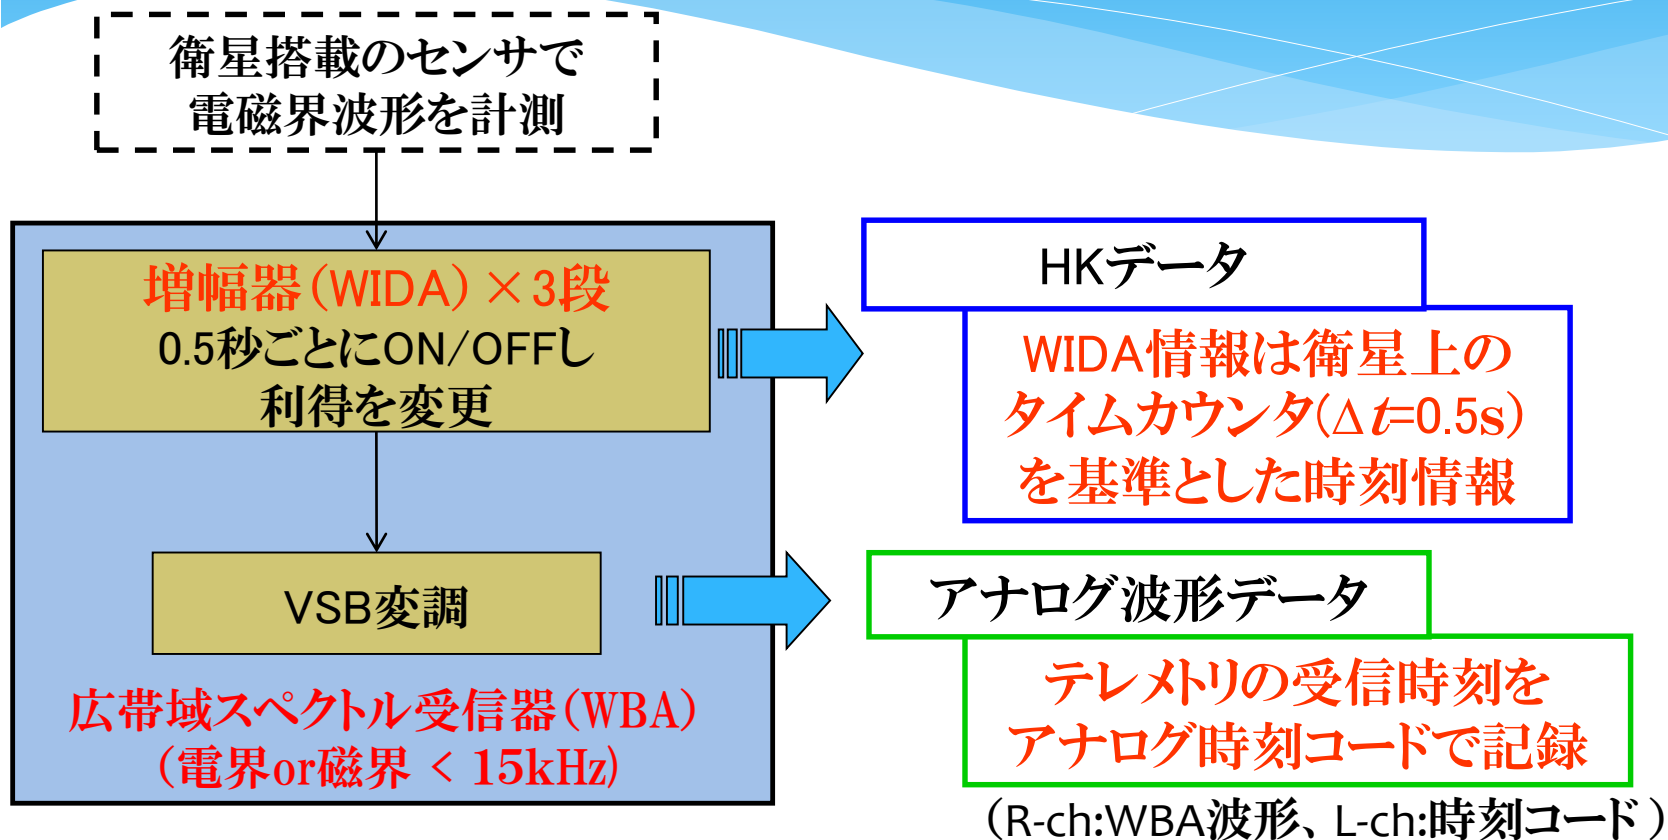 衛星搭載のセンサで
電磁界波形を計測
増幅器(WIDA)×3段
0.5秒ごとにON/OFFし
利得を変更
VSB変調
広帯域スペクトル受信器(WBA)
(電界or磁界 < 15kHz)
HKデータ
WIDA情報は衛星上の
タイムカウンタ(Δt=0.5s)
を基準とした時刻情報
アナログ波形データ
テレメトリの受信時刻を
アナログ時刻コードで記録
(R-ch:WBA波形、L-ch:時刻コード)